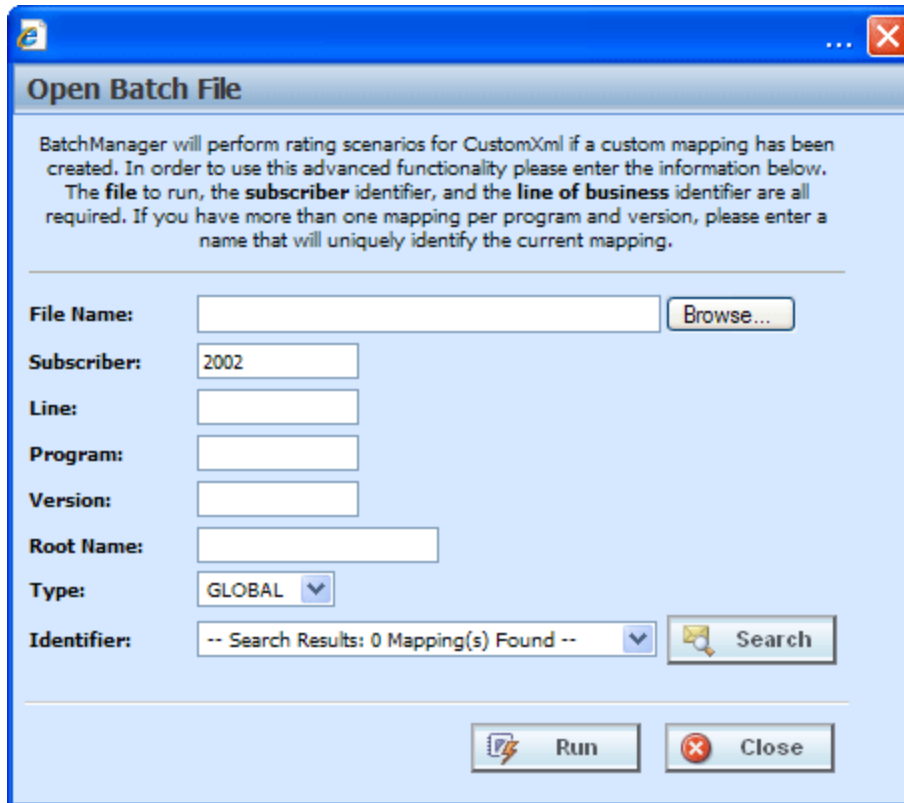 ...
Open Batch File
BatchManager will perform rating scenarios for CustomXml if a custom mapping has been
created. In order to use this advanced functionality please enter the information below.
The file to run, the subscriber identifier, and the line of business identifier are all
required. If you have more than one mapping per program and version, please enter a
name that will uniquely identify the current mapping.
File Name:
Browse...
Subscriber:
2002
Line:
Program:
Version:
Root Name:
Type:
GLOBAL
Identifier:
-- Search Results: 0 Mapping(s) Found --
Search
Run
Close